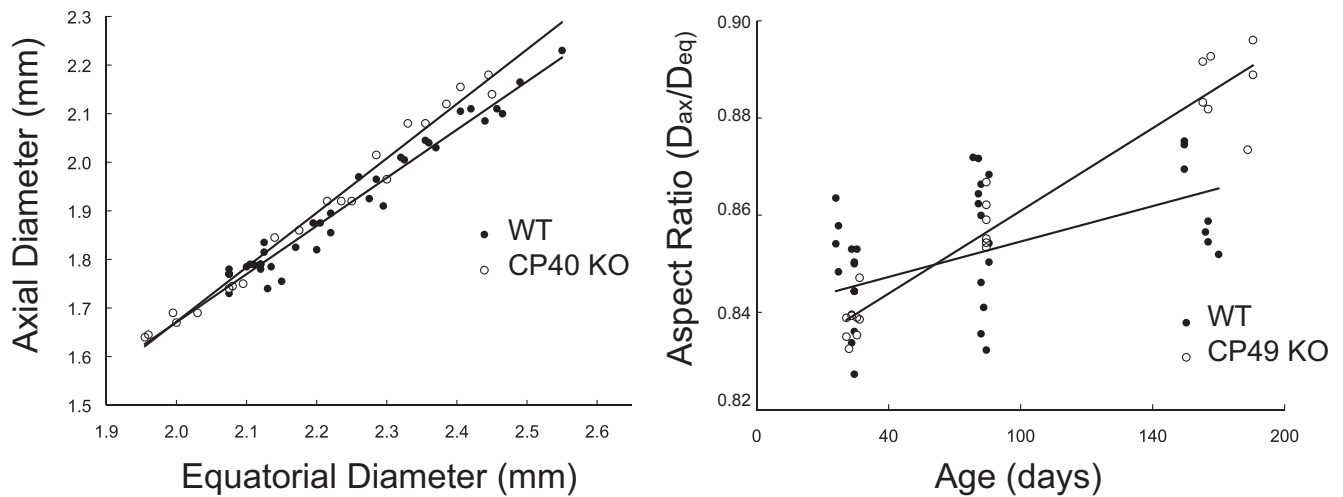 Axial Diameter (mm)
2.3
2.2
2.1
2.0
1.9
1.8
1.7
1.6
1.5
1.9 2.0 2.1 2.2 2.3 2.4 2.5 2.6
Equatorial Diameter (mm)
WT
CP40 KO
Aspect Ratio (Dax/Deq)
0.90
0.88
0.86
0.84
0.82
0 40 100 140 200
Age (days)
WT
CP49 KO